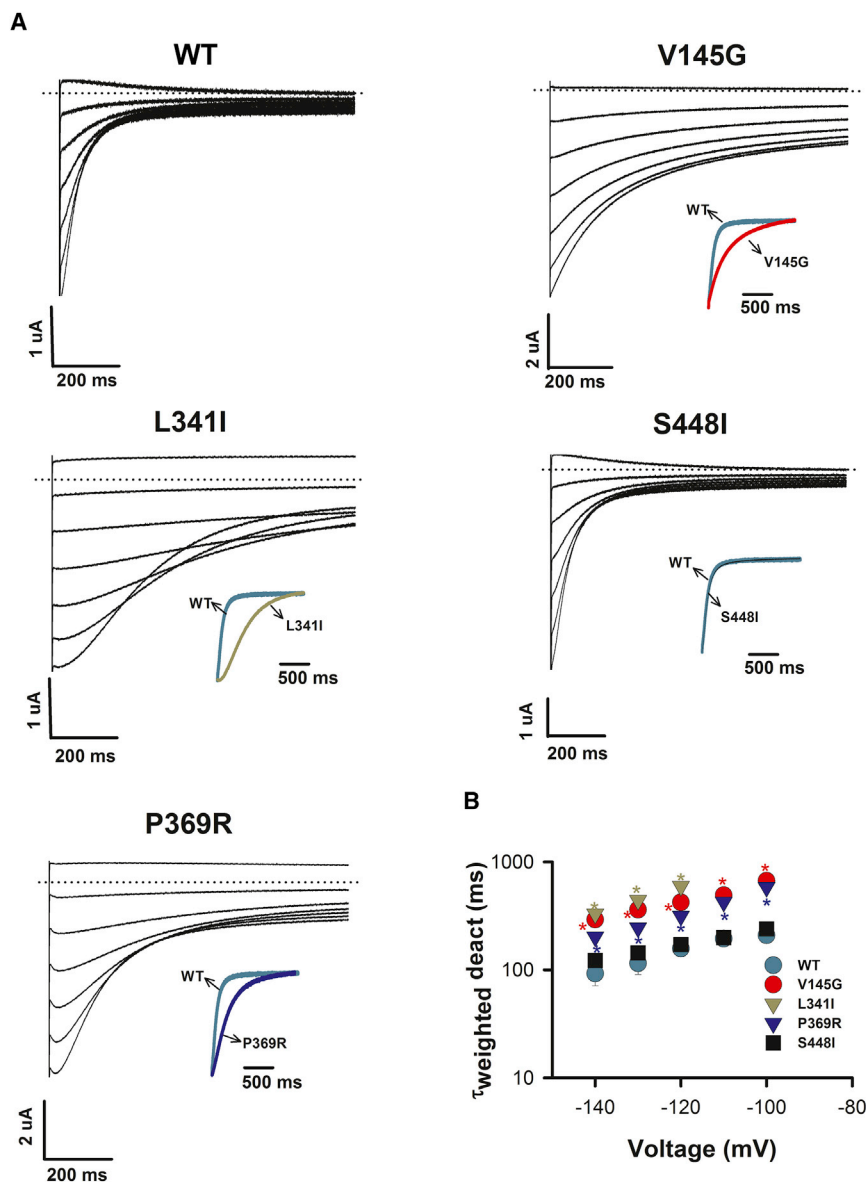 A
WT
1 uA
200 ms
V145G
WT
V145G
500 ms
2 uA
200 ms
L341I
WT
L341I
500 ms
1 uA
200 ms
S448I
WT
S448I
500 ms
1 uA
200 ms
P369R
WT
P369R
500 ms
2 uA
200 ms
B
τweighted deact (ms)
1000
100
10
WT
V145G
L341I
P369R
S448I
-140
-120
-100
-80
Voltage (mV)